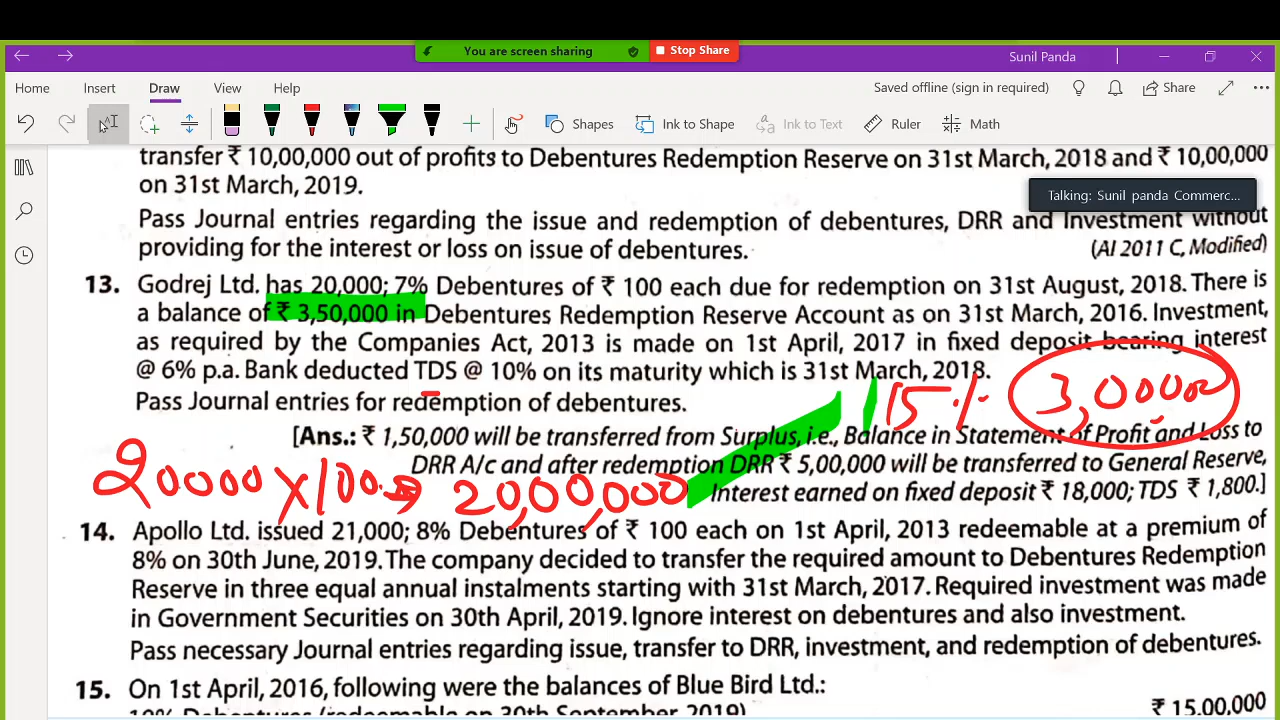 You are screen sharing
Stop Share
Sunil Panda
Home Insert Draw View Help
Saved offline (sign in required)
Share
Shapes
Ink to Shape
Ink to Text
Ruler
Math
Talking: Sunil panda Commerc...
transfer ₹ 10,00,000 out of profits to Debentures Redemption Reserve on 31st March, 2018 and ₹ 10,00,000
on 31st March, 2019.
Pass Journal entries regarding the issue and redemption of debentures, DRR and Investment without
providing for the interest or loss on issue of debentures. (AI 2011 C, Modified)
13. Godrej Ltd. has 20,000; 7% Debentures of ₹ 100 each due for redemption on 31st August, 2018. There is
a balance of ₹ 3,50,000 in Debentures Redemption Reserve Account as on 31st March, 2016. Investment,
as required by the Companies Act, 2013 is made on 1st April, 2017 in fixed deposit bearing interest
@ 6% p.a. Bank deducted TDS @ 10% on its maturity which is 31st March, 2018.
15% 3,00000
Pass Journal entries for redemption of debentures.
[Ans.: ₹ 1,50,000 will be transferred from Surplus, i.e., Balance in Statement of Profit and Loss to
DRR A/c and after redemption DRR ₹ 5,00,000 will be transferred to General Reserve,
20000 x 100 20,00,000
Interest earned on fixed deposit ₹ 18,000; TDS ₹ 1,800.]
14. Apollo Ltd. issued 21,000; 8% Debentures of ₹ 100 each on 1st April, 2013 redeemable at a premium of
8% on 30th June, 2019. The company decided to transfer the required amount to Debentures Redemption
Reserve in three equal annual instalments starting with 31st March, 2017. Required investment was made
in Government Securities on 30th April, 2019. Ignore interest on debentures and also investment.
Pass necessary Journal entries regarding issue, transfer to DRR, investment, and redemption of debentures.
15. On 1st April, 2016, following were the balances of Blue Bird Ltd.:
10% Debentures (redeemable on 30th September, 2019) ₹ 15,00,000